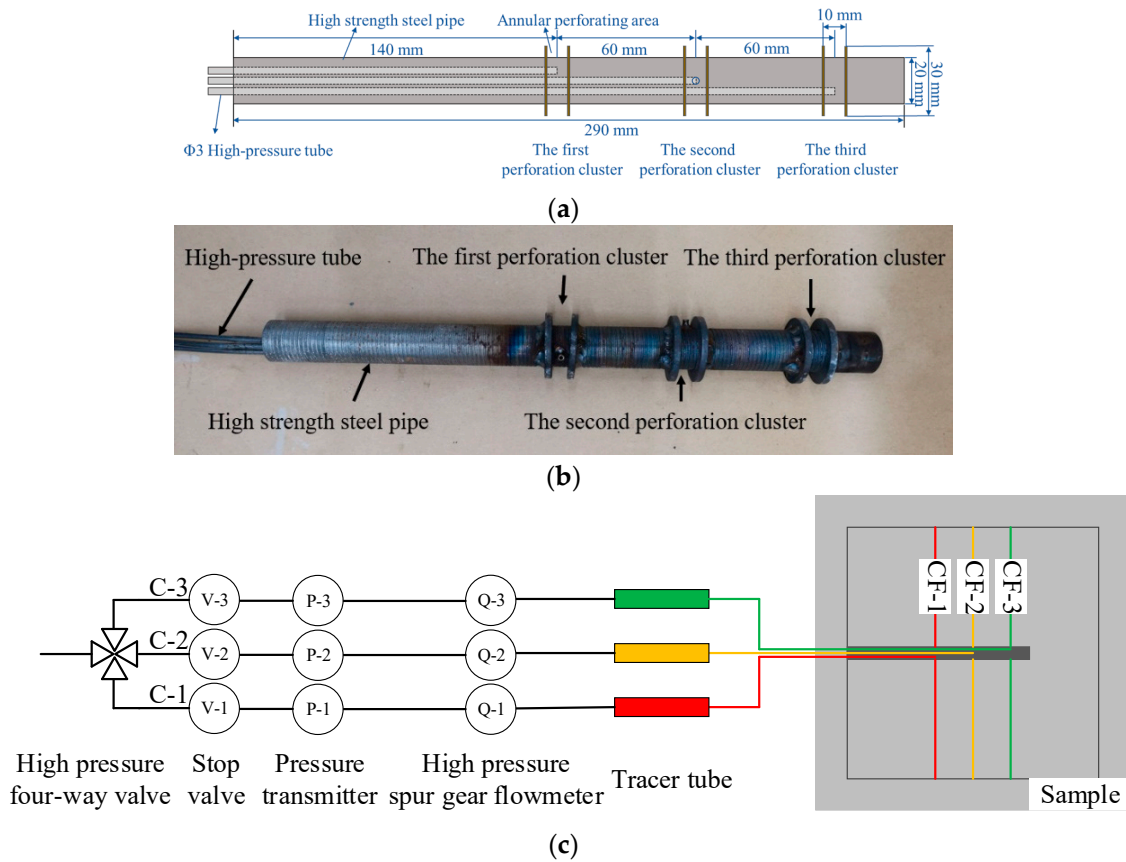 High strength steel pipe
Annular perforating area
10 mm
140 mm
60 mm
60 mm
20 mm
30 mm
290 mm
Φ3 High-pressure tube
The first
perforation cluster
The second
perforation cluster
The third
perforation cluster
(a)
High-pressure tube
The first perforation cluster
The third perforation cluster
High strength steel pipe
The second perforation cluster
(b)
C-3
V-3
P-3
Q-3
C-2
V-2
P-2
Q-2
C-1
V-1
P-1
Q-1
CF-1
CF-2
CF-3
High pressure
four-way valve
Stop
valve
Pressure
transmitter
High pressure
spur gear flowmeter
Tracer tube
Sample
(c)